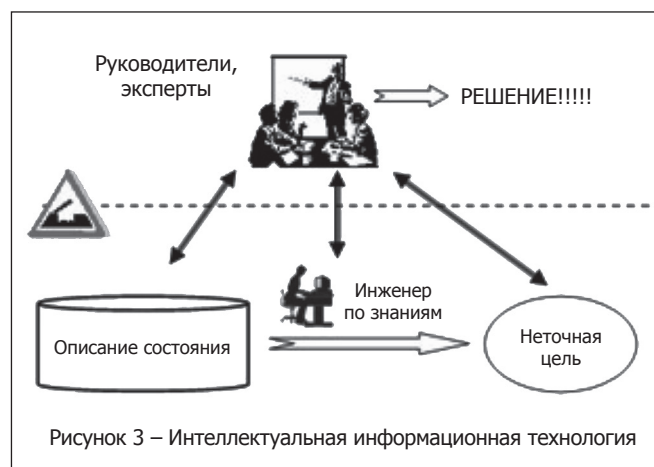 Руководители,
эксперты
РЕШЕНИЕ!!!!!
Инженер
по знаниям
Описание состояния
Неточная
цель
Рисунок 3 – Интеллектуальная информационная технология